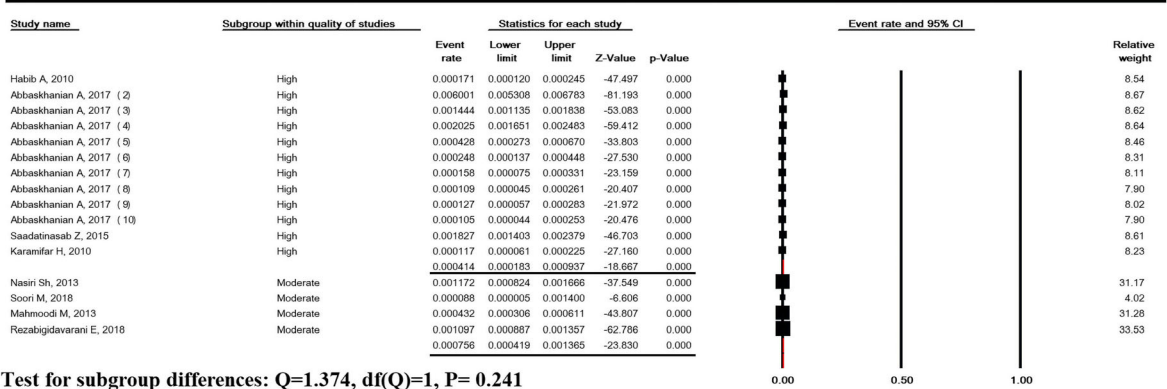 Study name Subgroup within quality of studies Statistics for each study Event rate and 95% CI
Event Lower Upper Relative
rate limit limit Z-Value p-Value weight
Habib A, 2010 High 0.000171 0.000120 0.000245 -47.497 0.000 8.54
Abbaskhanian A, 2017 ( 2) High 0.006001 0.005308 0.006783 -81.193 0.000 8.67
Abbaskhanian A, 2017 ( 3) High 0.001444 0.001135 0.001838 -53.083 0.000 8.62
Abbaskhanian A, 2017 ( 4) High 0.002025 0.001651 0.002483 -59.412 0.000 8.64
Abbaskhanian A, 2017 ( 5) High 0.000428 0.000273 0.000670 -33.803 0.000 8.46
Abbaskhanian A, 2017 ( 6) High 0.000248 0.000137 0.000448 -27.530 0.000 8.31
Abbaskhanian A, 2017 ( 7) High 0.000158 0.000075 0.000331 -23.159 0.000 8.11
Abbaskhanian A, 2017 ( 8) High 0.000109 0.000045 0.000261 -20.407 0.000 7.90
Abbaskhanian A, 2017 ( 9) High 0.000127 0.000057 0.000283 -21.972 0.000 8.02
Abbaskhanian A, 2017 ( 10) High 0.000105 0.000044 0.000253 -20.476 0.000 7.90
Saadatinasab Z, 2015 High 0.001827 0.001403 0.002379 -46.703 0.000 8.61
Karamifar H, 2010 High 0.000117 0.000061 0.000225 -27.160 0.000 8.23
0.000414 0.000183 0.000937 -18.667 0.000
Nasiri Sh, 2013 Moderate 0.001172 0.000824 0.001666 -37.549 0.000 31.17
Soori M, 2018 Moderate 0.000088 0.000005 0.001400 -6.606 0.000 4.02
Mahmoodi M, 2013 Moderate 0.000432 0.000306 0.000611 -43.807 0.000 31.28
Rezabigidavarani E, 2018 Moderate 0.001097 0.000887 0.001357 -62.786 0.000 33.53
0.000756 0.000419 0.001365 -23.830 0.000
Test for subgroup differences: Q=1.374, df(Q)=1, P= 0.241 0.00 0.50 1.00